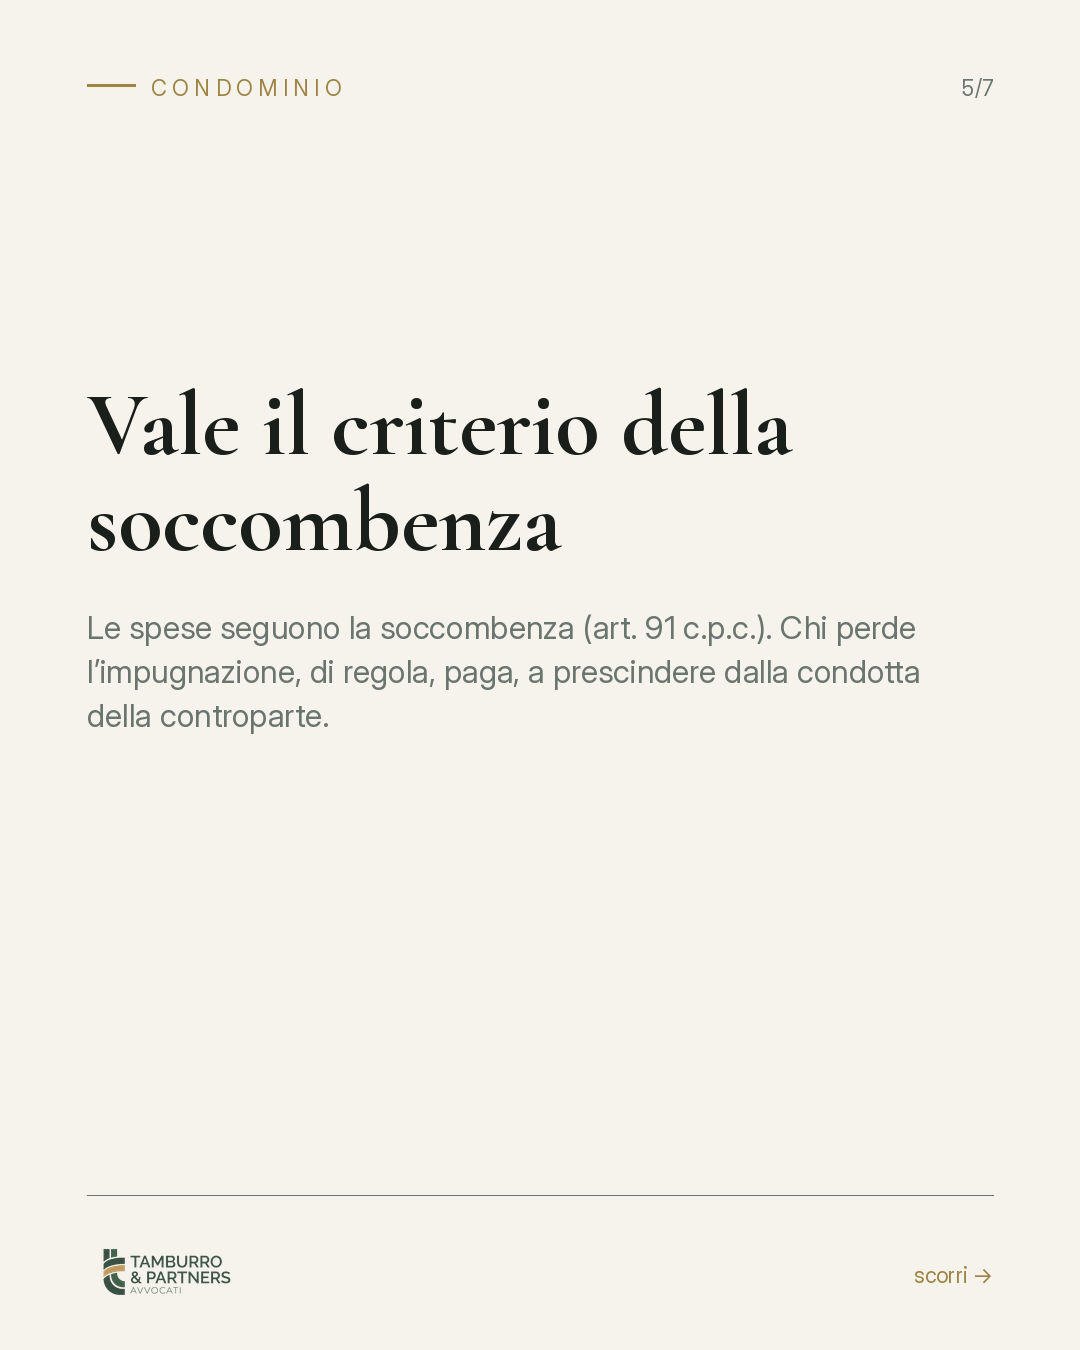 CONDOMINIO
5/7
Vale il criterio della
soccombenza
Le spese seguono la soccombenza (art. 91 c.p.c.). Chi perde
l’impugnazione, di regola, paga, a prescindere dalla condotta
della controparte.
TAMBURRO
& PARTNERS
AVVOCATI
scorri →